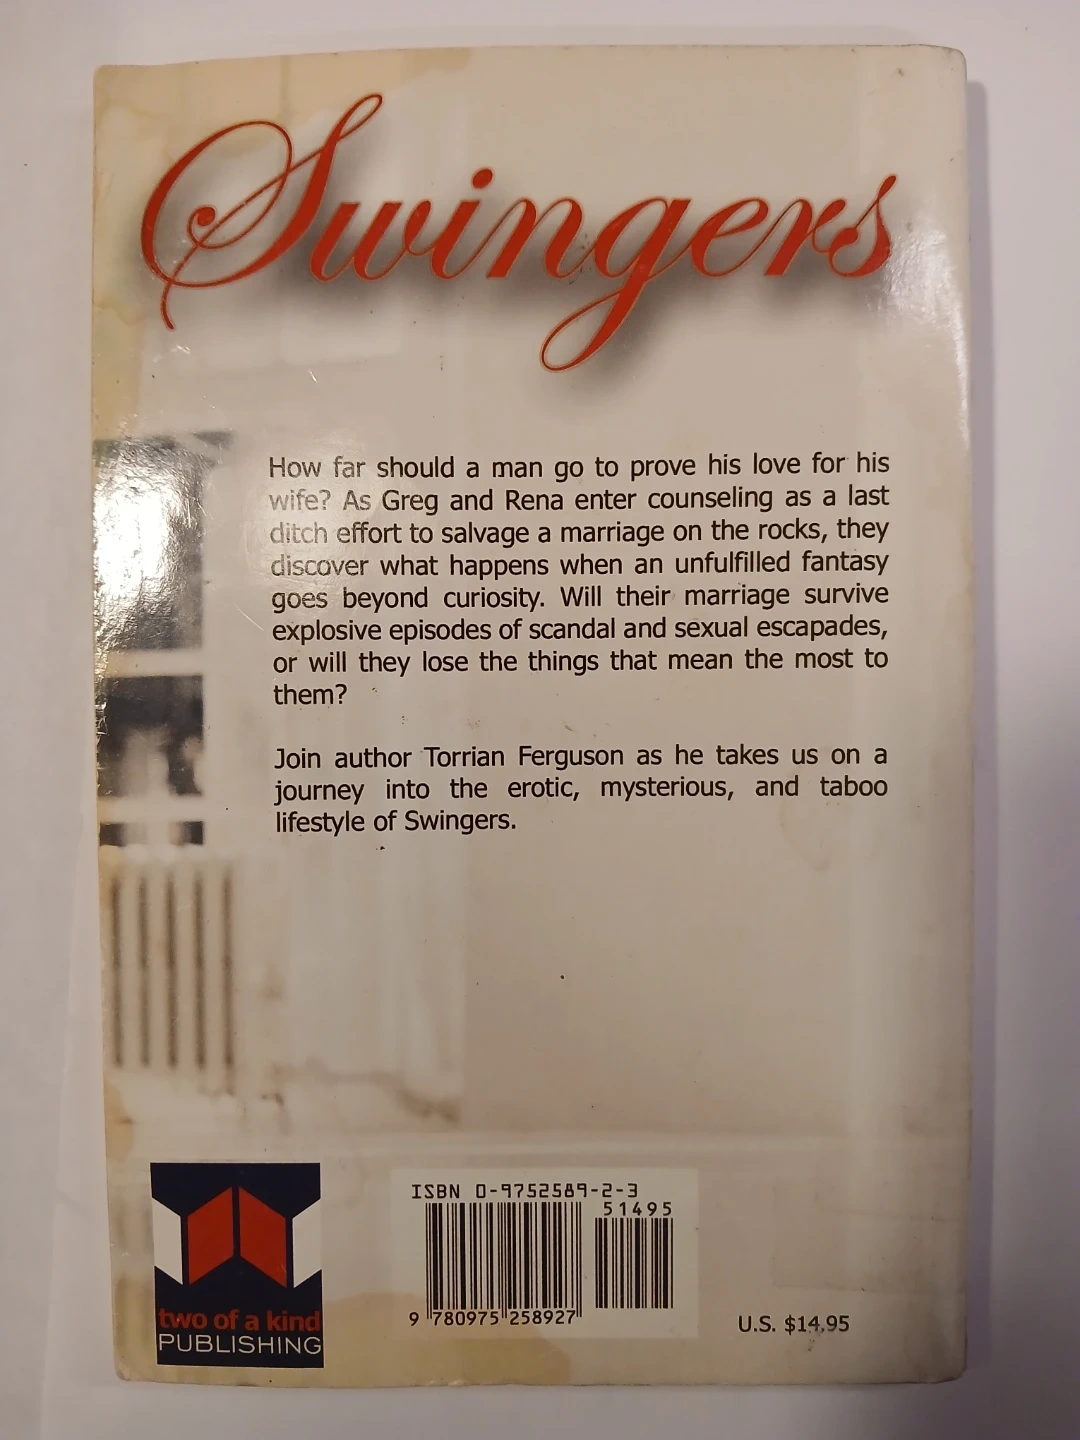 Swingers
How far should a man go to prove his love for his
wife? As Greg and Rena enter counseling as a last
ditch effort to salvage a marriage on the rocks, they
discover what happens when an unfulfilled fantasy
goes beyond curiosity. Will their marriage survive
explosive episodes of scandal and sexual escapades,
or will they lose the things that mean the most to
them?
Join author Torrian Ferguson as he takes us on a
journey into the erotic, mysterious, and taboo
lifestyle of Swingers.
two of a kind
PUBLISHING
ISBN 0-9752589-2-3
51495
9 780975 258927
U.S. $14.95